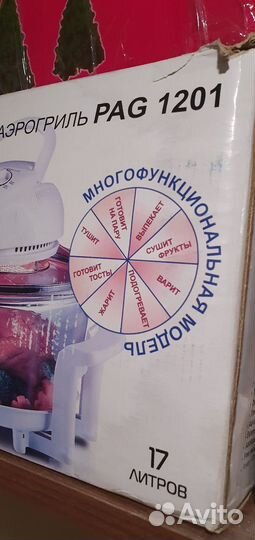 АЭРОГРИЛЬ PAG 1201
МНОГОФУНКЦИОНАЛЬНАЯ МОДЕЛЬ
ГОТОВИТ
НА ПАРУ
ВЫПЕКАЕТ
СУШИТ
ФРУКТЫ
ВАРИТ
ПОДОГРЕВАЕТ
ЖАРИТ
ГОТОВИТ
ТОСТЫ
ТУШИТ
17
ЛИТРОВ
Avito